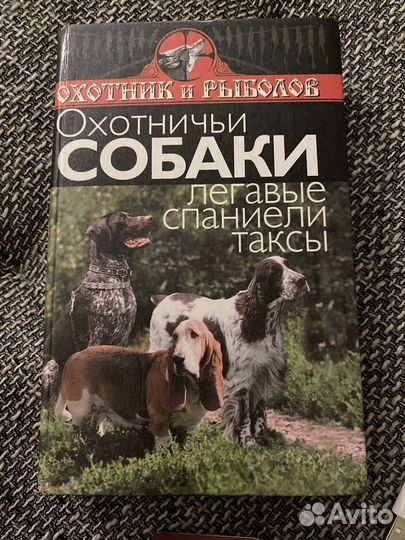 ОХОТНИК и РЫБОЛОВ
Охотничьи
СОБАКИ
легавые
спаниели
таксы
Avito